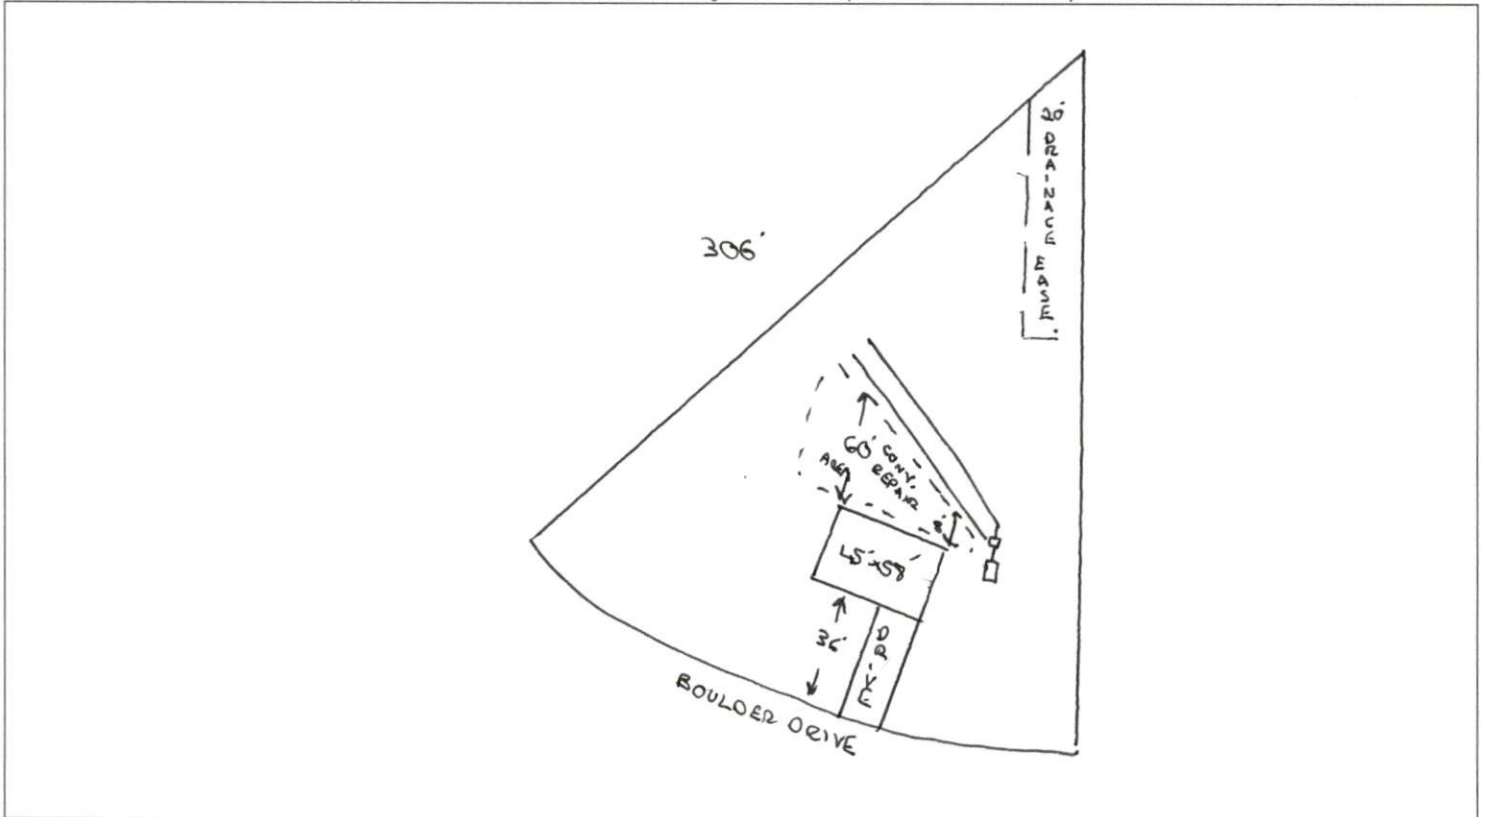 20' DRAINAGE EASE.
306'
60'
CONV.
REPAIR
AREA
8'
45'x58'
36'
DRIVE
BOULDER DRIVE